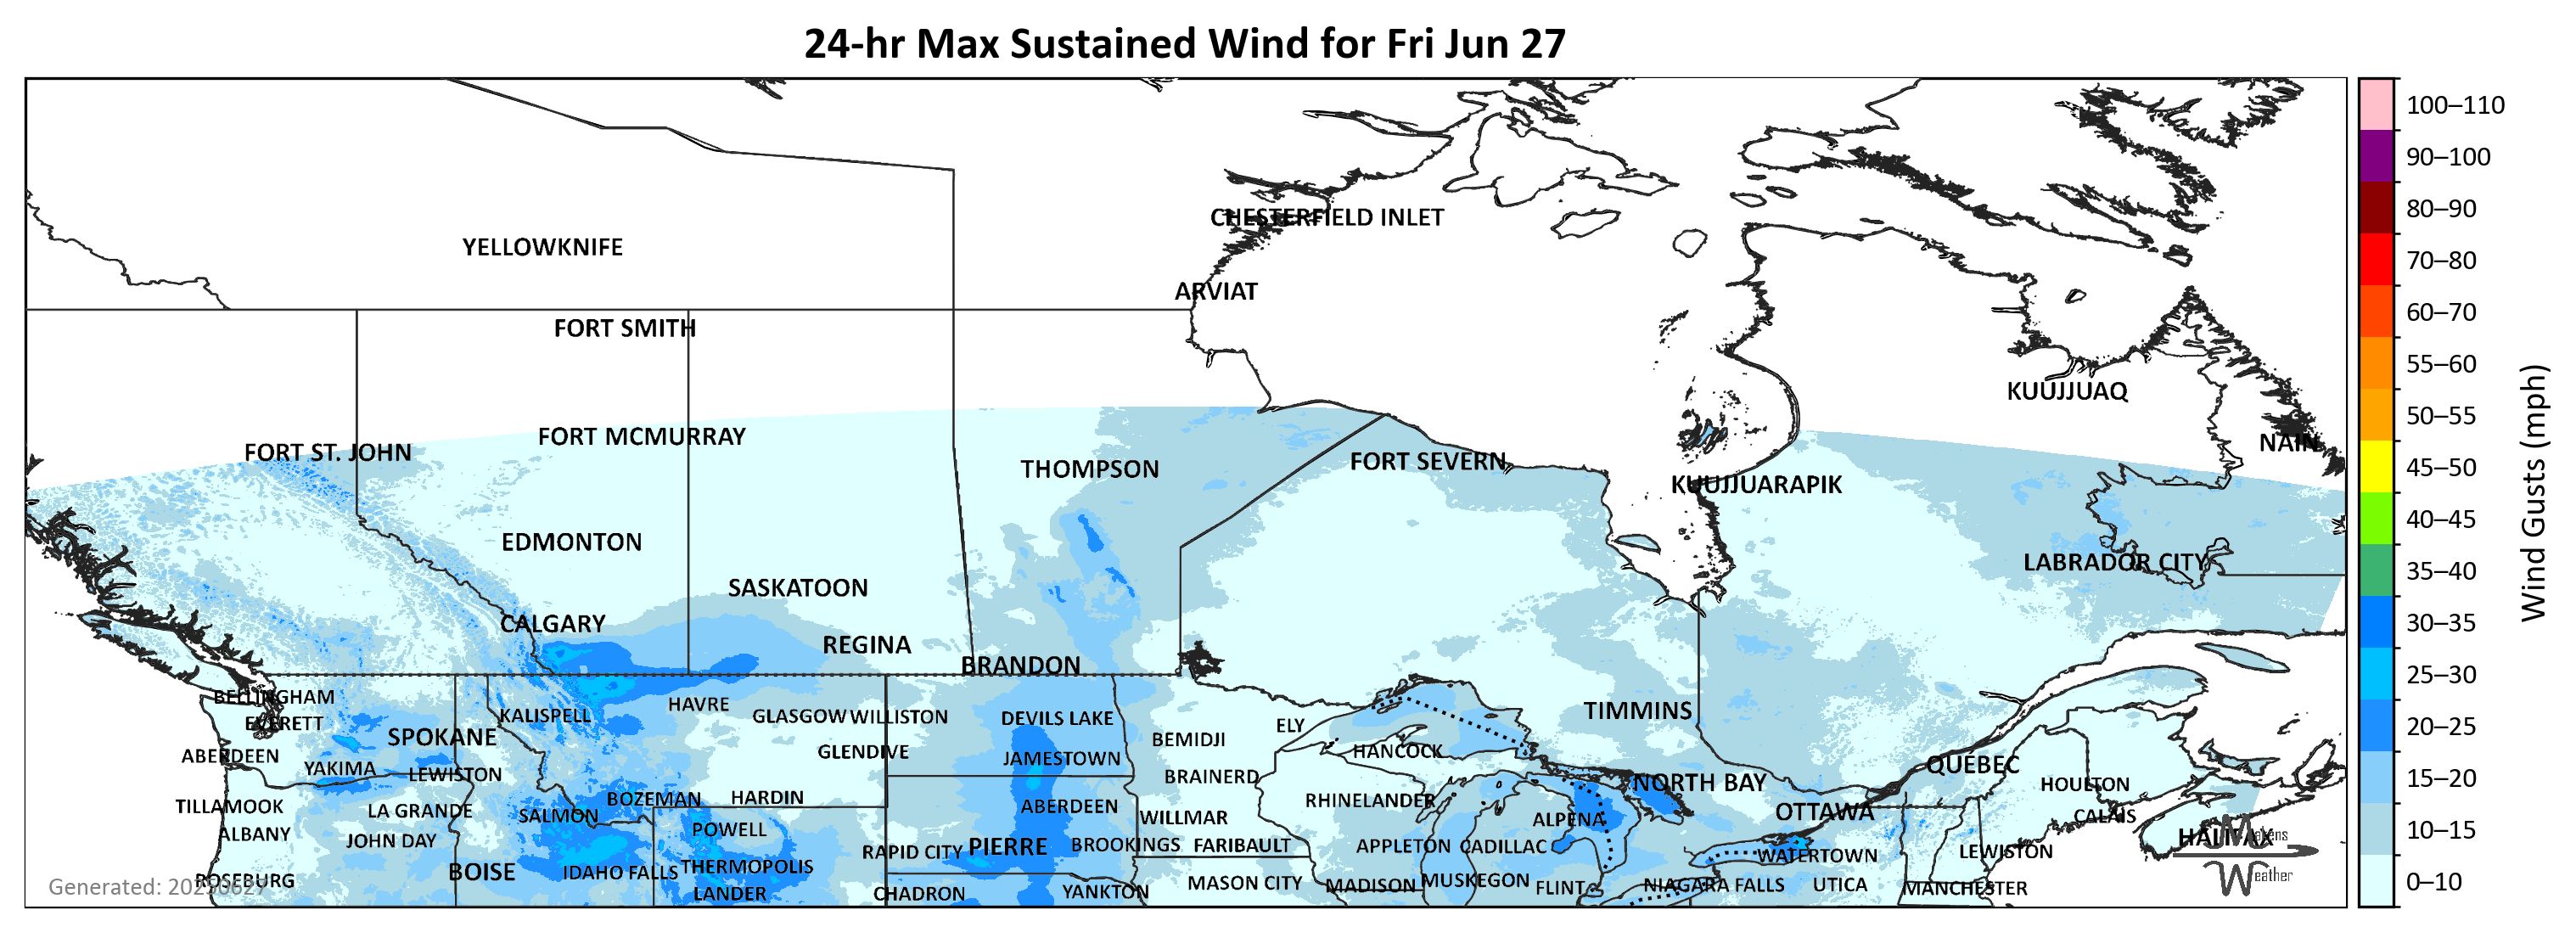 24-hr Max Sustained Wind for Fri Jun 27
CHESTERFIELD INLET
YELLOWKNIFE
ARVIAT
FORT SMITH
KUUJJUAQ
FORT MCMURRAY
NAIN
FORT ST. JOHN
FORT SEVERN
THOMPSON
KUUJJUARAPIK
EDMONTON
LABRADOR CITY
SASKATOON
CALGARY
REGINA
BRANDON
BELLINGHAM
HAVRE
TIMMINS
KALISPELL
GLASGOW WILLISTON
DEVILS LAKE
EVERETT
ELY
SPOKANE
BEMIDJI
GLENDIVE
HANCOCK
ABERDEEN
JAMESTOWN
QUEBEC
YAKIMA
LEWISTON
BRAINERD
NORTH BAY
HOULTON
BOZEMAN
HARDIN
RHINELANDER
TILLAMOOK
LA GRANDE
ABERDEEN
SALMON
WILLMAR
OTTAWA
CALAIS
ALPENA
POWELL
ALBANY
JOHN DAY
HALIFAX
Makens
Weather
RAPID CITY
PIERRE
BROOKINGS
FARIBAULT
APPLETON
CADILLAC
WATERTOWN
LEWISTON
BOISE
IDAHO FALLS
THERMOPOLIS
ROSEBURG
Generated: 20250627
LANDER
CHADRON
YANKTON
MASON CITY
MADISON
MUSKEGON
FLINT
NIAGARA FALLS
UTICA
MANCHESTER
100–110
90–100
80–90
70–80
60–70
55–60
50–55
45–50
40–45
35–40
30–35
25–30
20–25
15–20
10–15
0–10
Wind Gusts (mph)